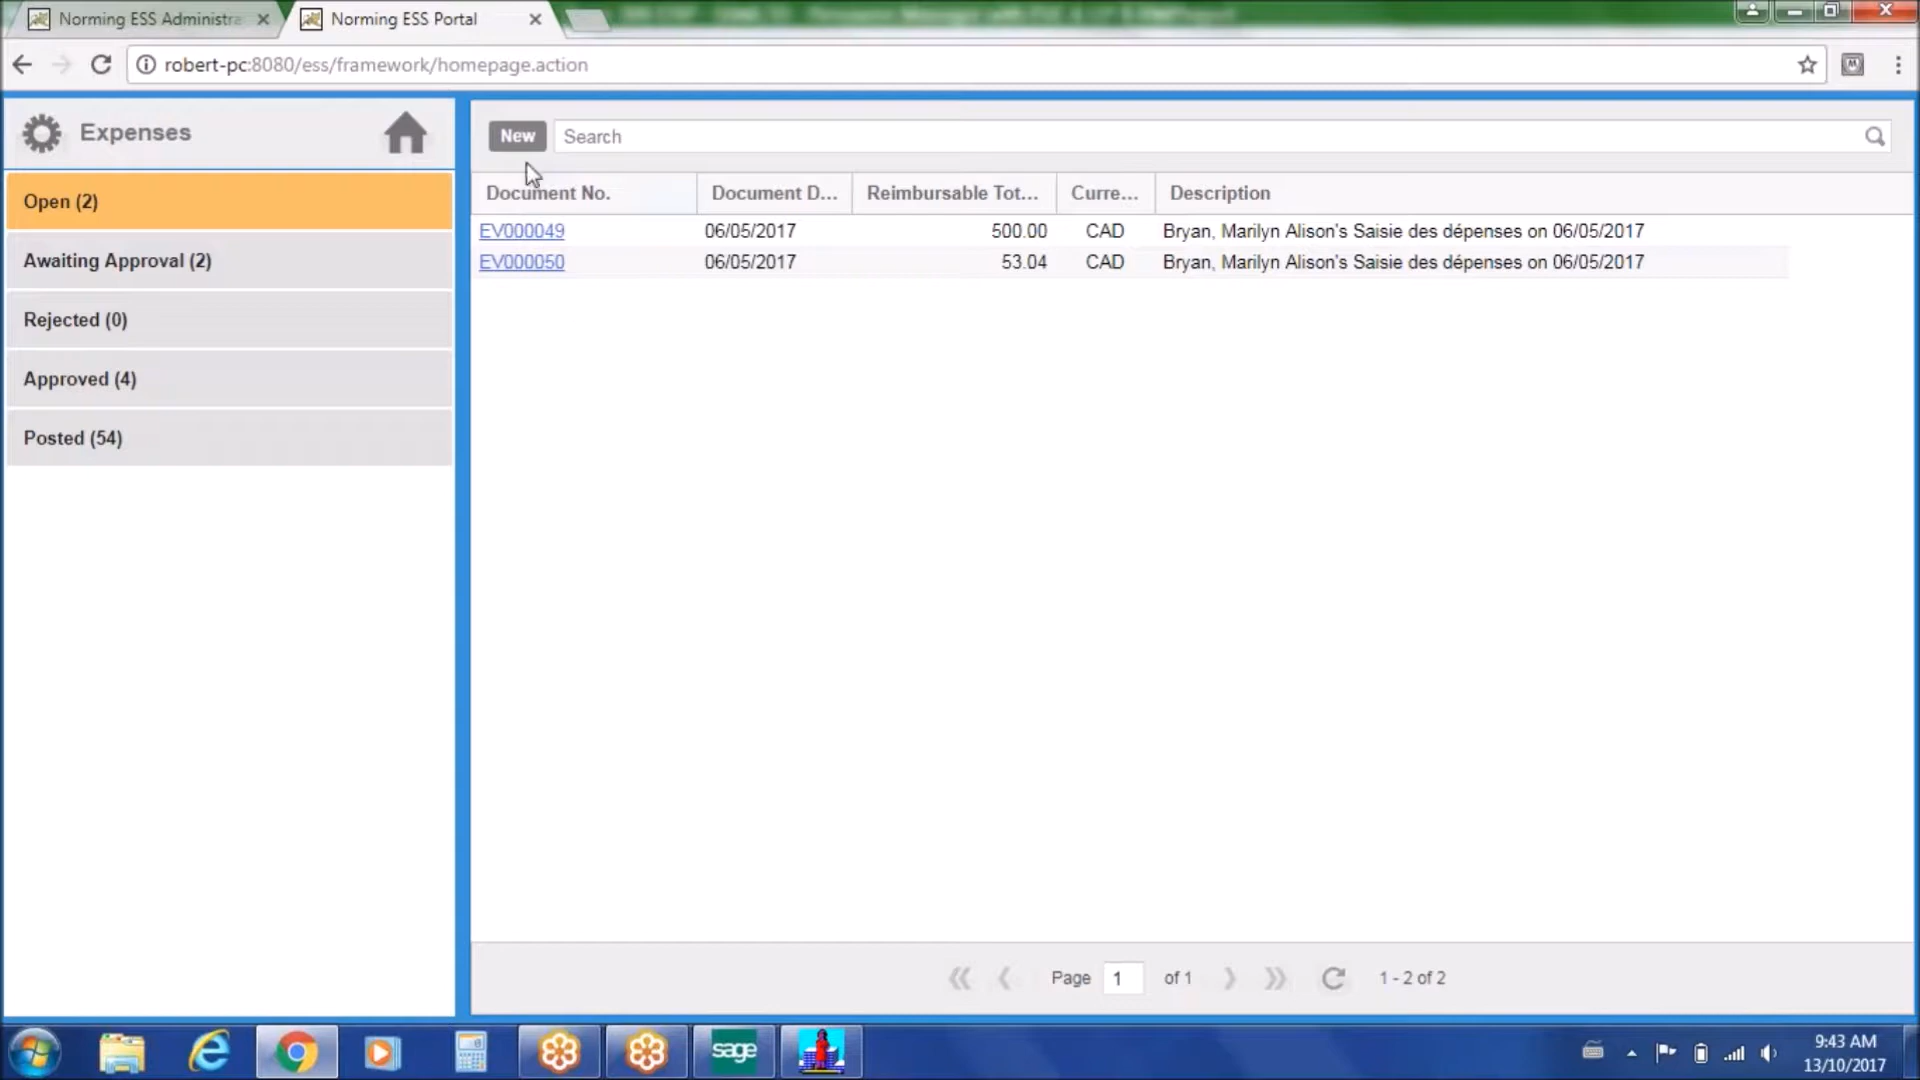 Norming ESS Administra
Norming ESS Portal
robert-pc:8080/ess/framework/homepage.action
Expenses
New
Search
Open (2)
Awaiting Approval (2)
Rejected (0)
Approved (4)
Posted (54)
Document No. Document D... Reimbursable Tot... Curre... Description
EV000049 06/05/2017 500.00 CAD Bryan, Marilyn Alison's Saisie des dépenses on 06/05/2017
EV000050 06/05/2017 53.04 CAD Bryan, Marilyn Alison's Saisie des dépenses on 06/05/2017
Page 1 of 1 1 - 2 of 2
sage
9:43 AM
13/10/2017